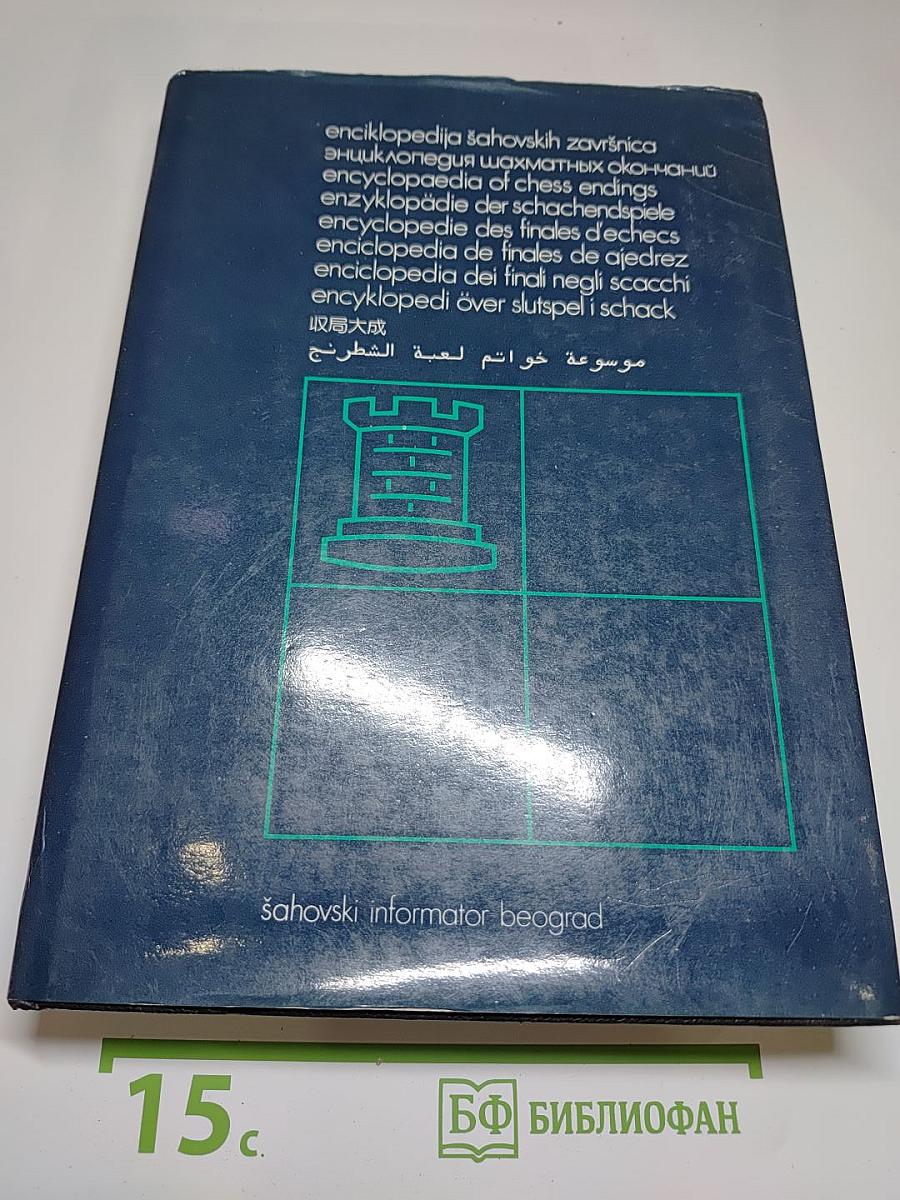 enciklopedija šahovskih završnica
энциклопедия шахматных окончаний
encyclopaedia of chess endings
enzyklopädie der schachendspiele
encyclopedie des finales d'echecs
enciclopedia de finales de ajedrez
enciclopedia dei finali negli scacchi
encyklopedi över slutspel i schack
収局大成
موسوعة خواتم لعبة الشطرنج
šahovski informator beograd
15 с.
БФ БИБЛИОФАН